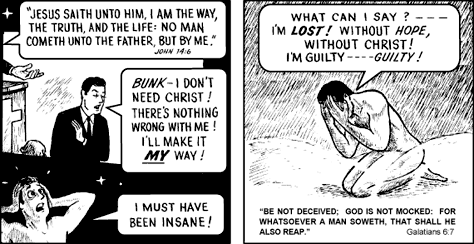 "JESUS SAITH UNTO HIM, I AM THE WAY,
THE TRUTH, AND THE LIFE: NO MAN
COMETH UNTO THE FATHER, BUT BY ME."
JOHN 14:6
BUNK - I DON'T
NEED CHRIST!
THERE'S NOTHING
WRONG WITH ME!
I'LL MAKE IT
MY WAY!
I MUST HAVE
BEEN INSANE!
WHAT CAN I SAY? ---
I'M LOST! WITHOUT HOPE,
WITHOUT CHRIST!
I'M GUILTY ---- GUILTY!
"BE NOT DECEIVED; GOD IS NOT MOCKED: FOR
WHATSOEVER A MAN SOWETH, THAT SHALL HE
ALSO REAP." Galatians 6:7